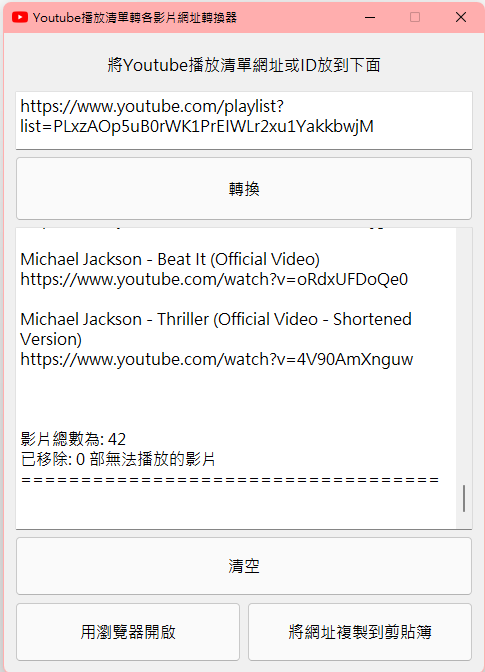 Youtube播放清單轉各影片網址轉換器
將Youtube播放清單網址或ID放到下面
https://www.youtube.com/playlist?
list=PLxzAOp5uB0rWK1PrEIWLr2xu1YakkbwjM
轉換
Michael Jackson - Beat It (Official Video)
https://www.youtube.com/watch?v=oRdxUFDoQe0
Michael Jackson - Thriller (Official Video - Shortened
Version)
https://www.youtube.com/watch?v=4V90AmXnguw
影片總數為: 42
已移除: 0 部無法播放的影片
===================================
清空
用瀏覽器開啟
將網址複製到剪貼簿